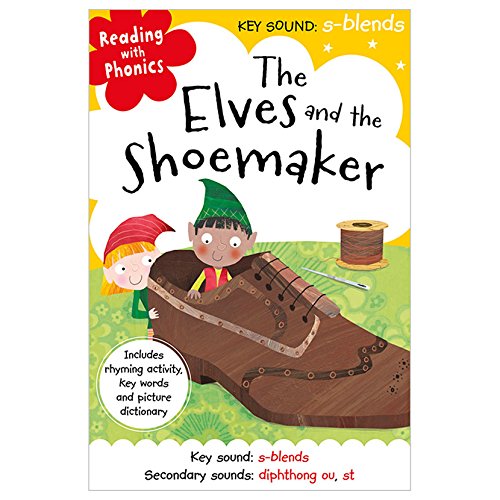 Reading
with
Phonics
KEY SOUND: s-blends
The
Elves and the
Shoemaker
Includes
rhyming activity,
key words
and picture
dictionary
Key sound: s-blends
Secondary sounds: diphthong ou, st